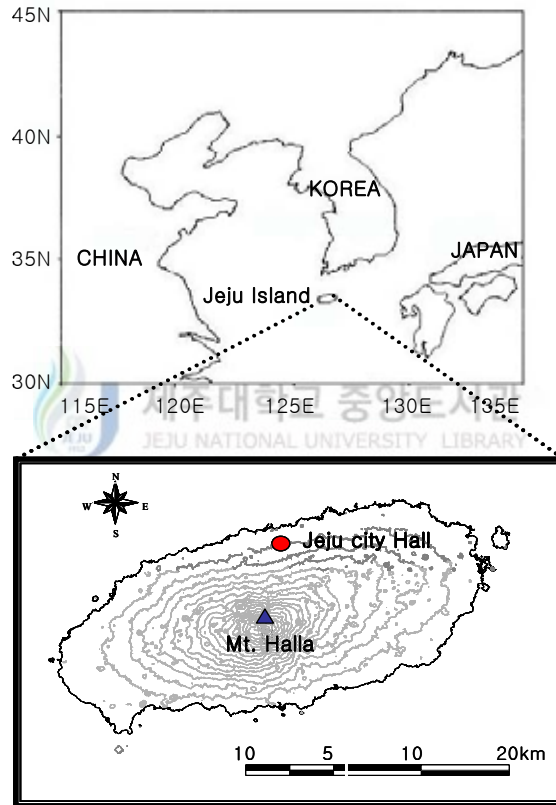 45N
40N
KOREA
CHINA
JAPAN
35N
Jeju Island
30N
115E 120E 125E 130E 135E
제주대학교 중앙도서관
JEJU NATIONAL UNIVERSITY LIBRARY
JEJU
N
W E
S
Jeju city Hall
Mt. Halla
10 5 10 20km